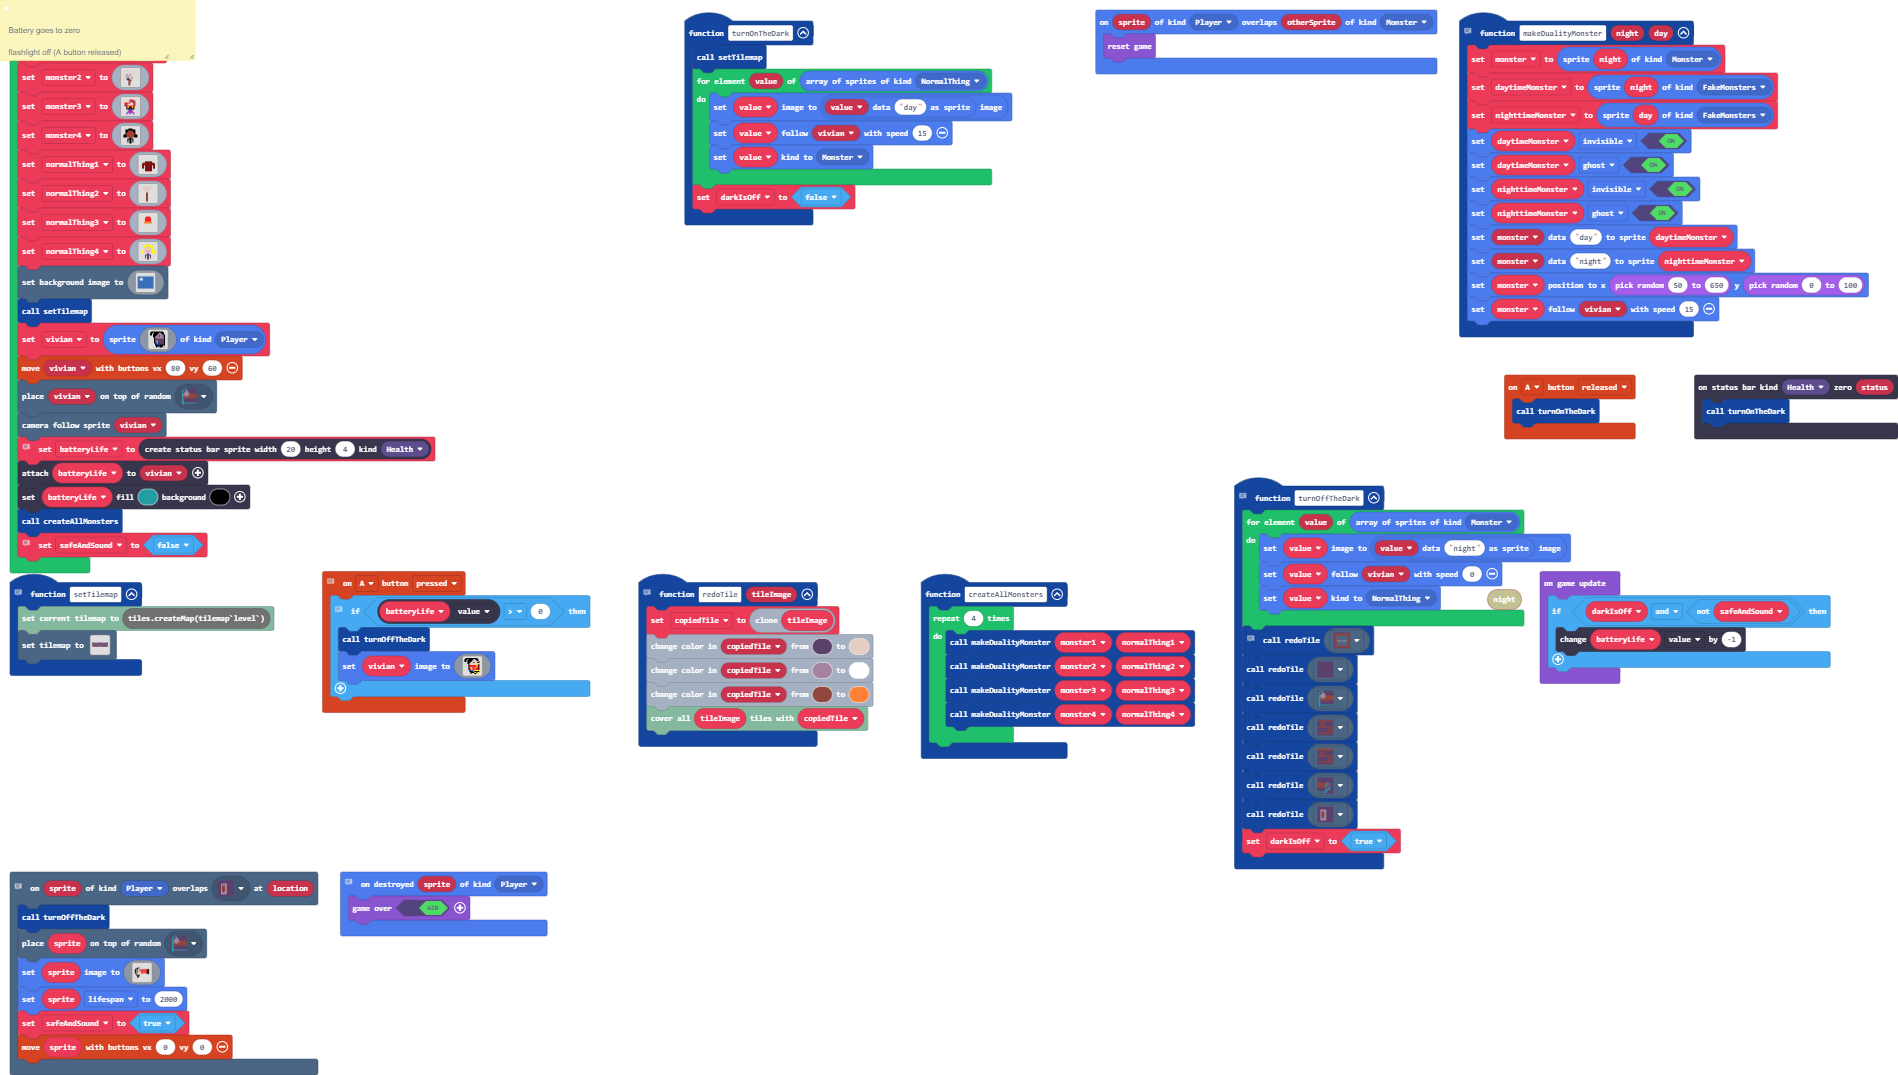 Battery goes to zero
flashlight off (A button released)
set monster2 to
set monster3 to
set monster4 to
set normalThing1 to
set normalThing2 to
set normalThing3 to
set normalThing4 to
set background image to
call setTilemap
set vivian to sprite of kind Player
move vivian with buttons vx 80 vy 60
place vivian on top of random
camera follow sprite vivian
set batteryLife to create status bar sprite width 20 height 4 kind Health
attach batteryLife to vivian
set batteryLife fill background
call createAllMonsters
set safeAndSound to false
function turnOnTheDark
call setTilemap
for element value of array of sprites of kind NormalThing
do
set value image to value data "day" as sprite image
set value follow vivian with speed 15
set value kind to Monster
set darkIsOff to false
on sprite of kind Player overlaps otherSprite of kind Monster
reset game
function makeDualityMonster night day
set monster to sprite night of kind Monster
set daytimeMonster to sprite night of kind FakeMonsters
set nighttimeMonster to sprite day of kind FakeMonsters
set daytimeMonster invisible ON
set daytimeMonster ghost ON
set nighttimeMonster invisible ON
set nighttimeMonster ghost ON
set monster data "day" to sprite daytimeMonster
set monster data "night" to sprite nighttimeMonster
set monster position to x pick random 50 to 650 y pick random 0 to 100
set monster follow vivian with speed 15
on A button released
call turnOnTheDark
on status bar kind Health zero status
call turnOnTheDark
function setTilemap
set current tilemap to tiles.createMap(tilemap`level`)
set tilemap to
on A button pressed
if batteryLife value > 0 then
call turnOffTheDark
set vivian image to
function redoTile tileImage
set copiedTile to clone tileImage
change color in copiedTile from to
change color in copiedTile from to
change color in copiedTile from to
cover all tileImage tiles with copiedTile
function createAllMonsters
repeat 4 times
do
call makeDualityMonster monster1 normalThing1
call makeDualityMonster monster2 normalThing2
call makeDualityMonster monster3 normalThing3
call makeDualityMonster monster4 normalThing4
function turnOffTheDark
for element value of array of sprites of kind Monster
do
set value image to value data "night" as sprite image
set value follow vivian with speed 0
set value kind to NormalThing
night
call redoTile
call redoTile
call redoTile
call redoTile
call redoTile
call redoTile
call redoTile
set darkIsOff to true
on game update
if darkIsOff and not safeAndSound then
change batteryLife value by -1
on sprite of kind Player overlaps at location
call turnOffTheDark
place sprite on top of random
set sprite image to
set sprite lifespan to 2000
set safeAndSound to true
move sprite with buttons vx 0 vy 0
on destroyed sprite of kind Player
game over WIN